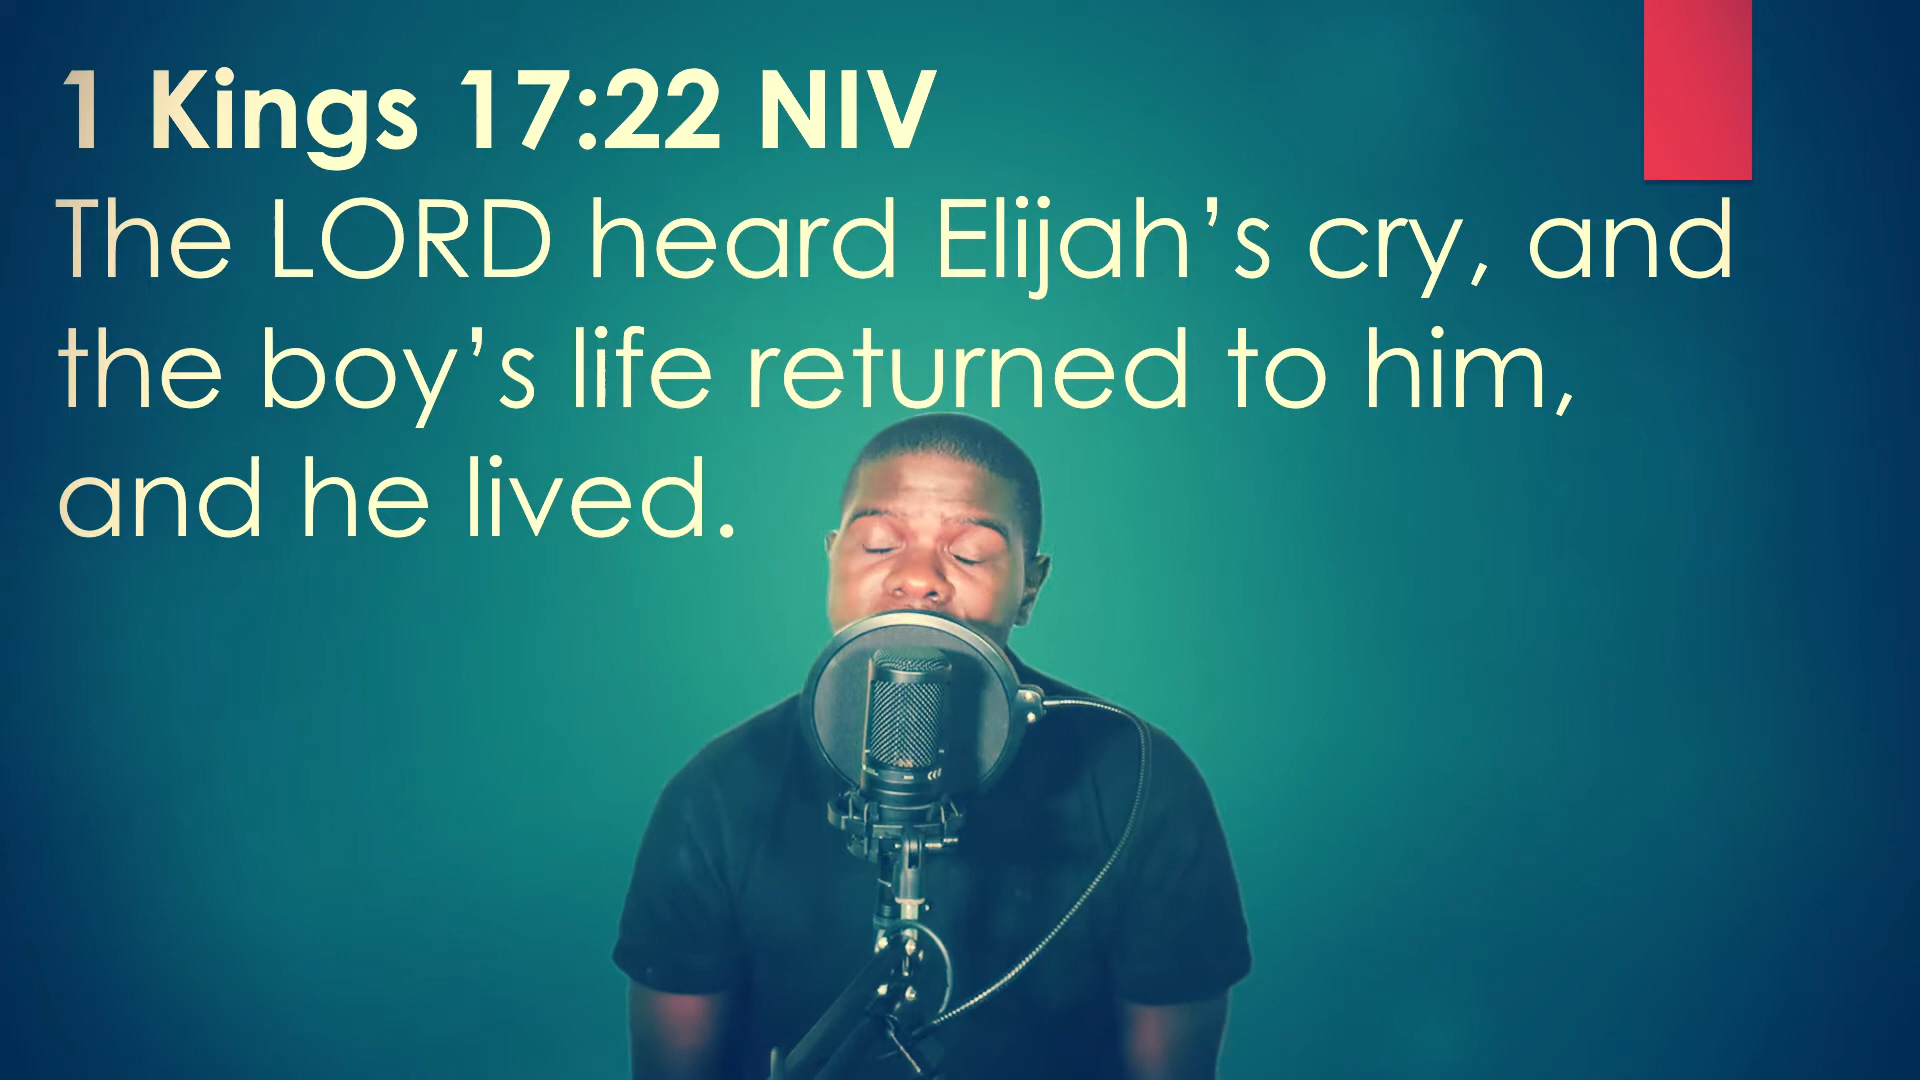 1 Kings 17:22 NIV
The LORD heard Elijah’s cry, and
the boy’s life returned to him,
and he lived.